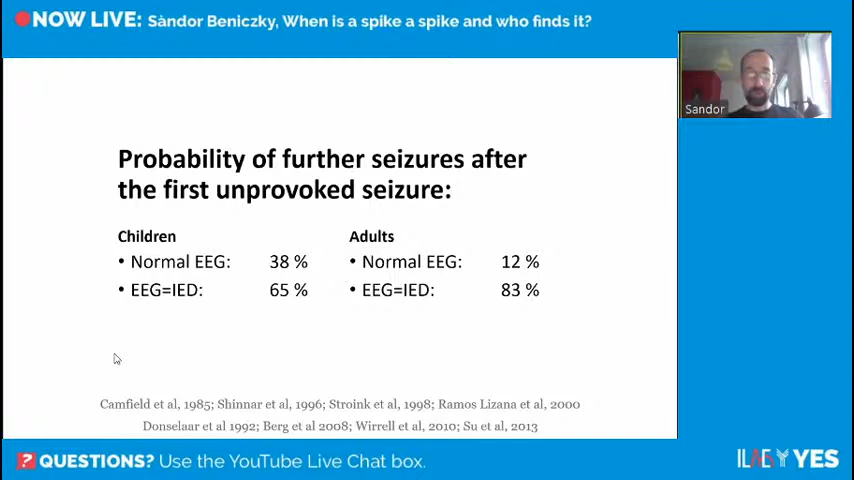 NOW LIVE: Sàndor Beniczky, When is a spike a spike and who finds it?
Sandor
Probability of further seizures after
the first unprovoked seizure:
Children
• Normal EEG: 38 %
• EEG=IED: 65 %
Adults
• Normal EEG: 12 %
• EEG=IED: 83 %
Camfield et al, 1985; Shinnar et al, 1996; Stroink et al, 1998; Ramos Lizana et al, 2000
Donselaar et al 1992; Berg et al 2008; Wirrell et al, 2010; Su et al, 2013
? QUESTIONS? Use the YouTube Live Chat box.
ILAE YES